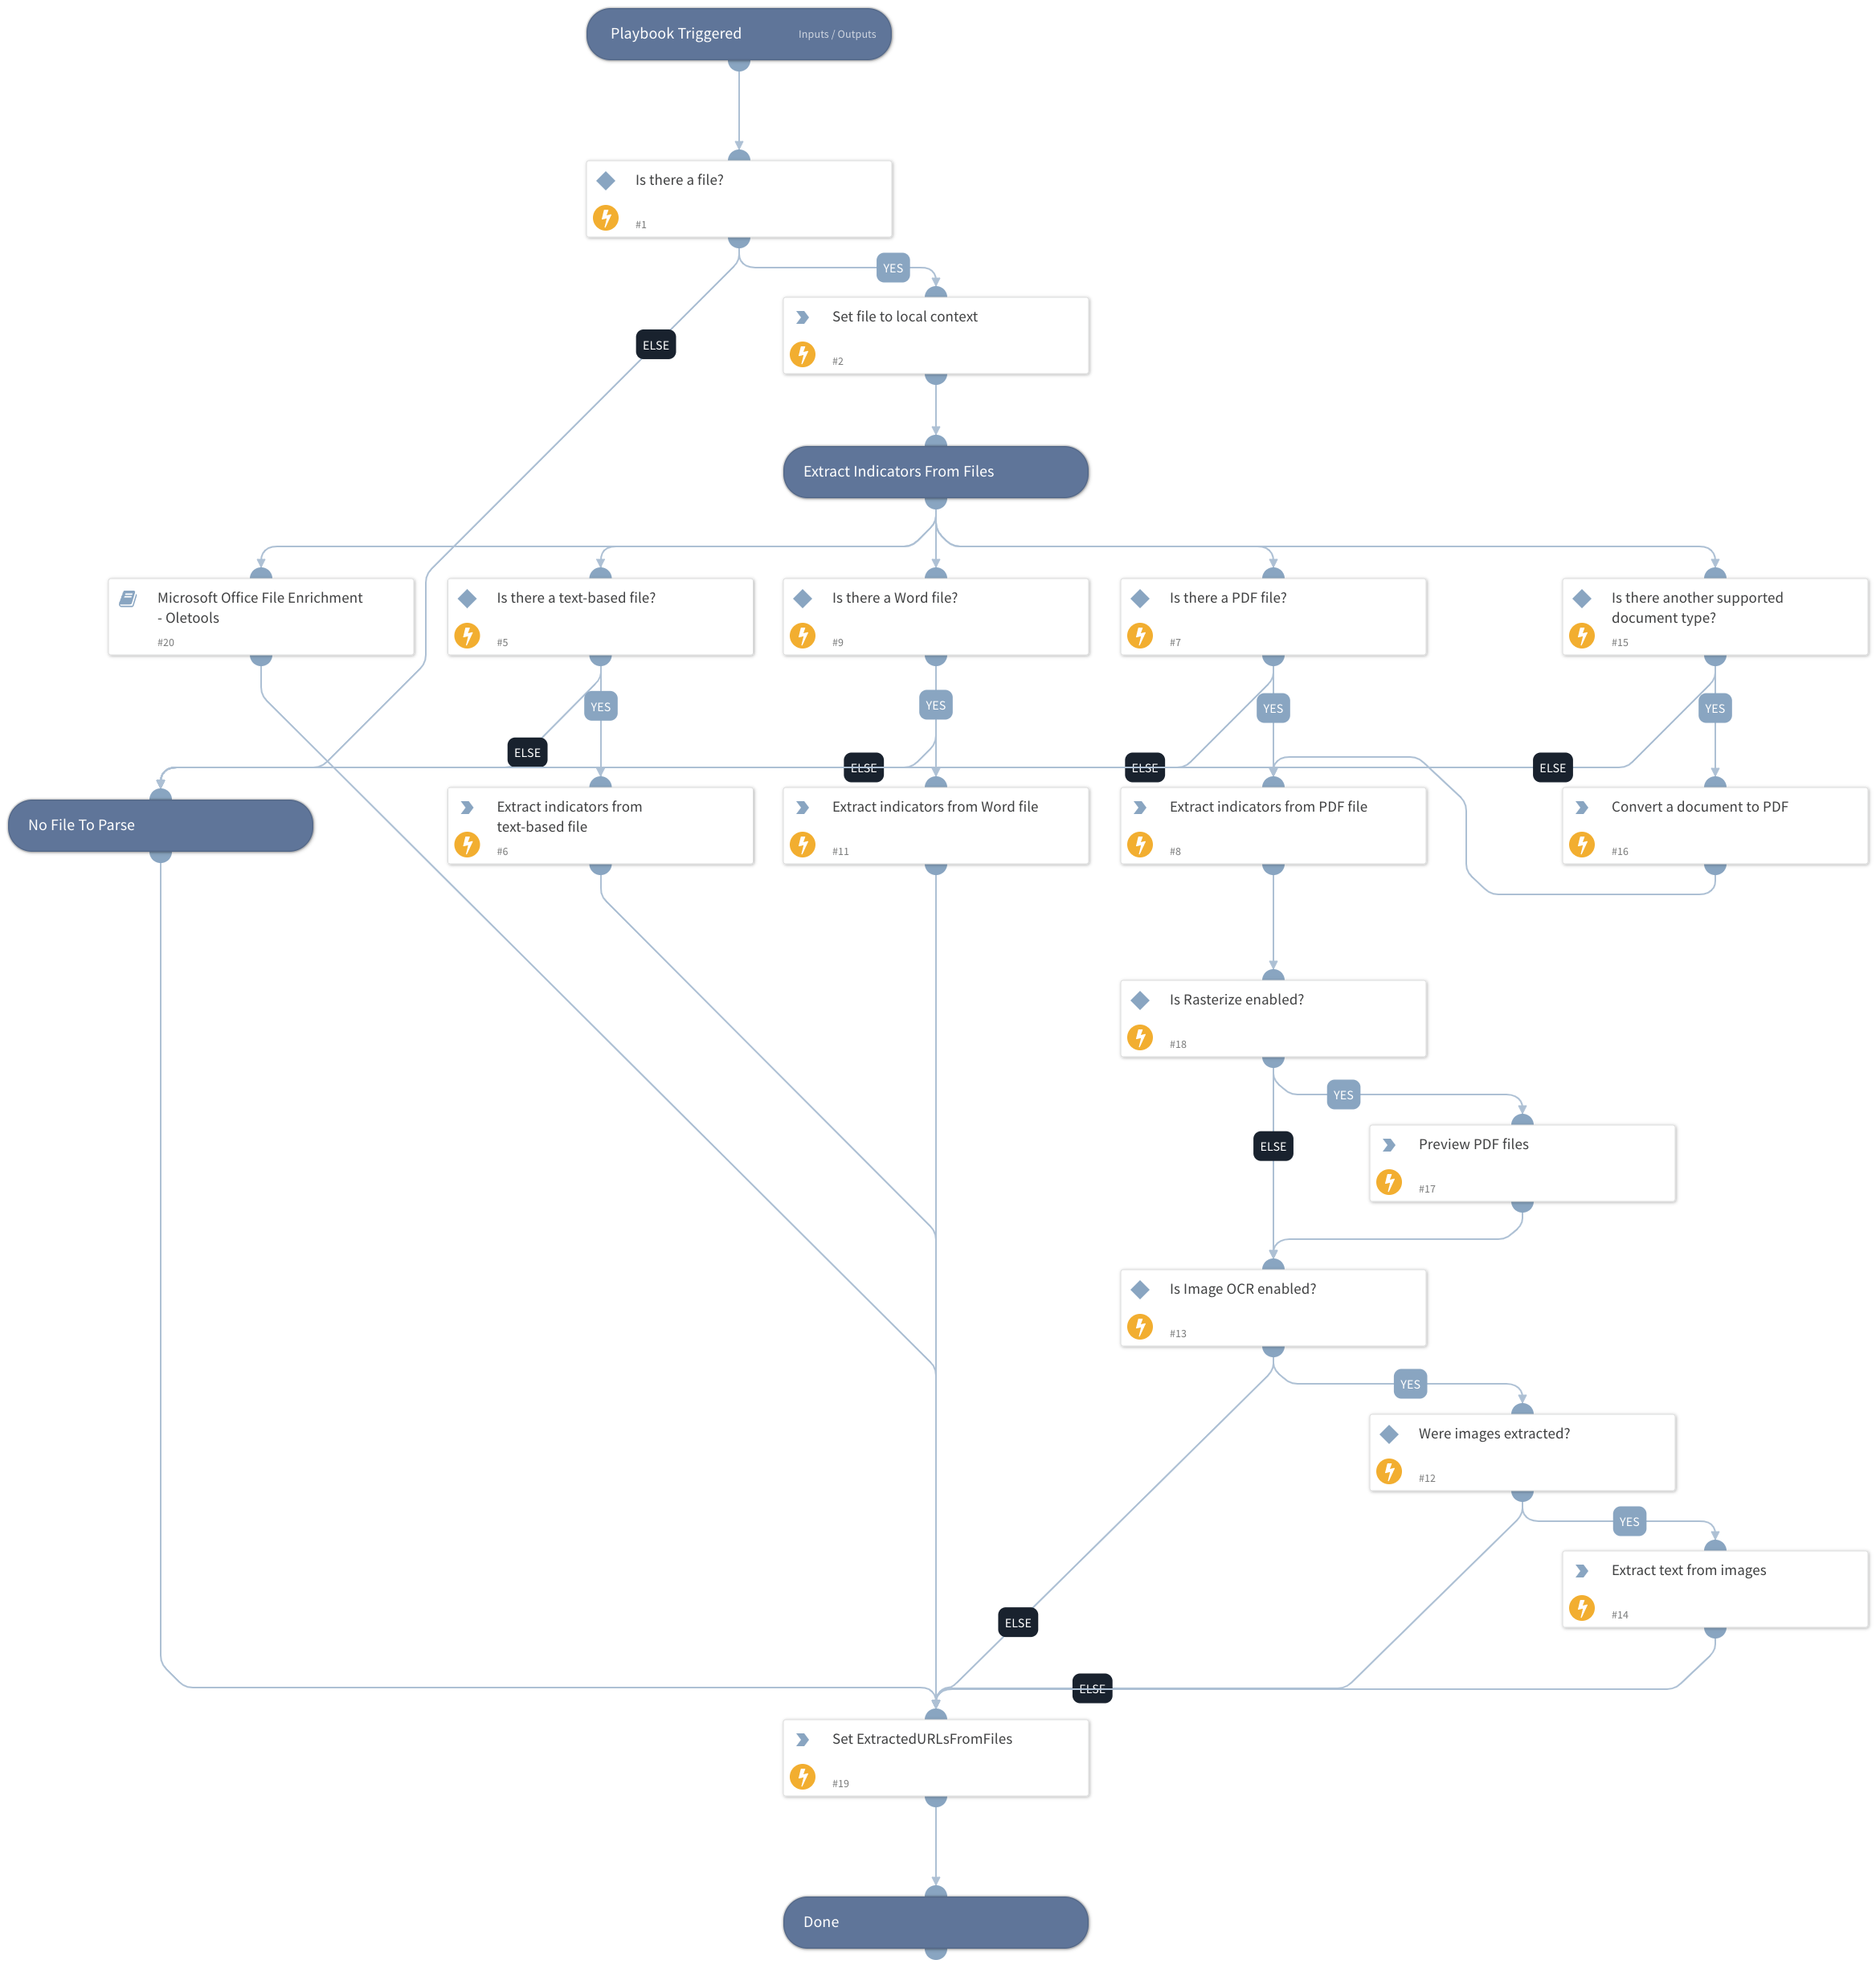 Playbook Triggered Inputs / Outputs
Is there a file?
#1
YES
ELSE
Set file to local context
#2
Extract Indicators From Files
Microsoft Office File Enrichment
- Oletools
#20
Is there a text-based file?
#5
Is there a Word file?
#9
Is there a PDF file?
#7
Is there another supported
document type?
#15
YES
YES
YES
YES
ELSE
ELSE
ELSE
ELSE
No File To Parse
Extract indicators from
text-based file
#6
Extract indicators from Word file
#11
Extract indicators from PDF file
#8
Convert a document to PDF
#16
Is Rasterize enabled?
#18
YES
ELSE
Preview PDF files
#17
Is Image OCR enabled?
#13
YES
Were images extracted?
#12
YES
Extract text from images
#14
ELSE
ELSE
Set ExtractedURLsFromFiles
#19
Done